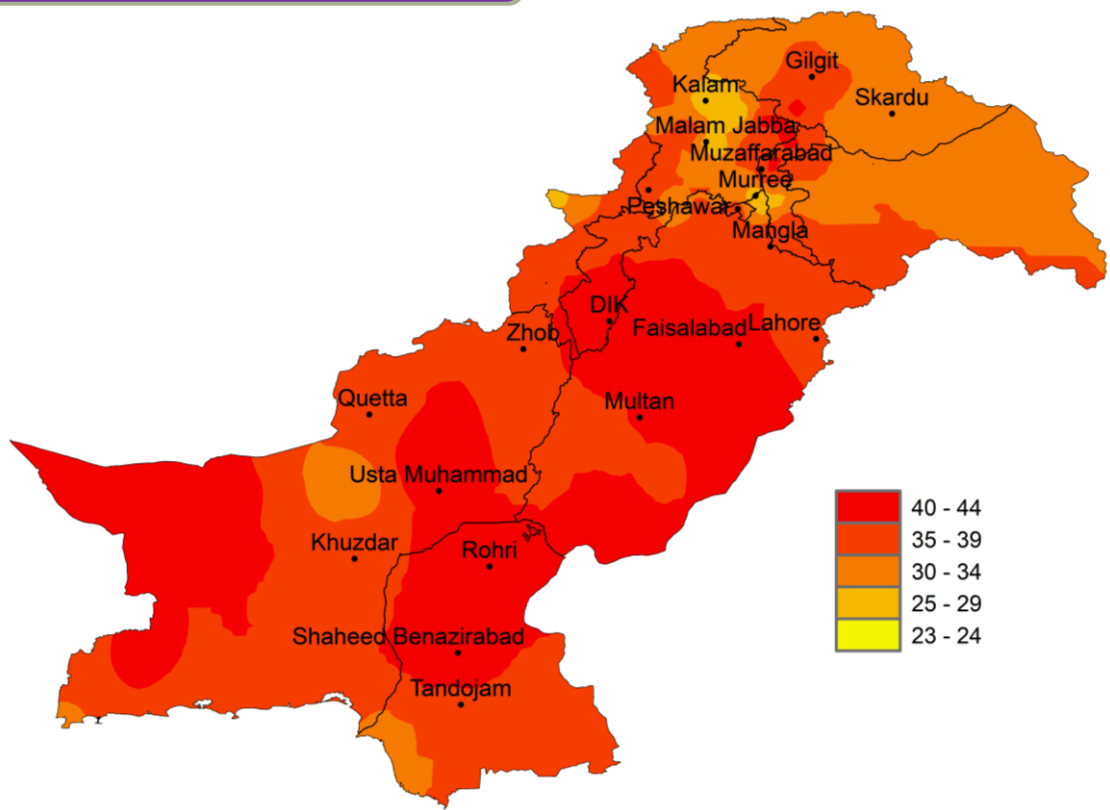 Gilgit
Kalam
Skardu
Malam Jabba
Muzaffarabad
Murree
Peshawar
Mangla
DIK
Zhob
Faisalabad
Lahore
Quetta
Multan
Usta Muhammad
Khuzdar
Rohri
Shaheed Benazirabad
Tandojam
40 - 44
35 - 39
30 - 34
25 - 29
23 - 24